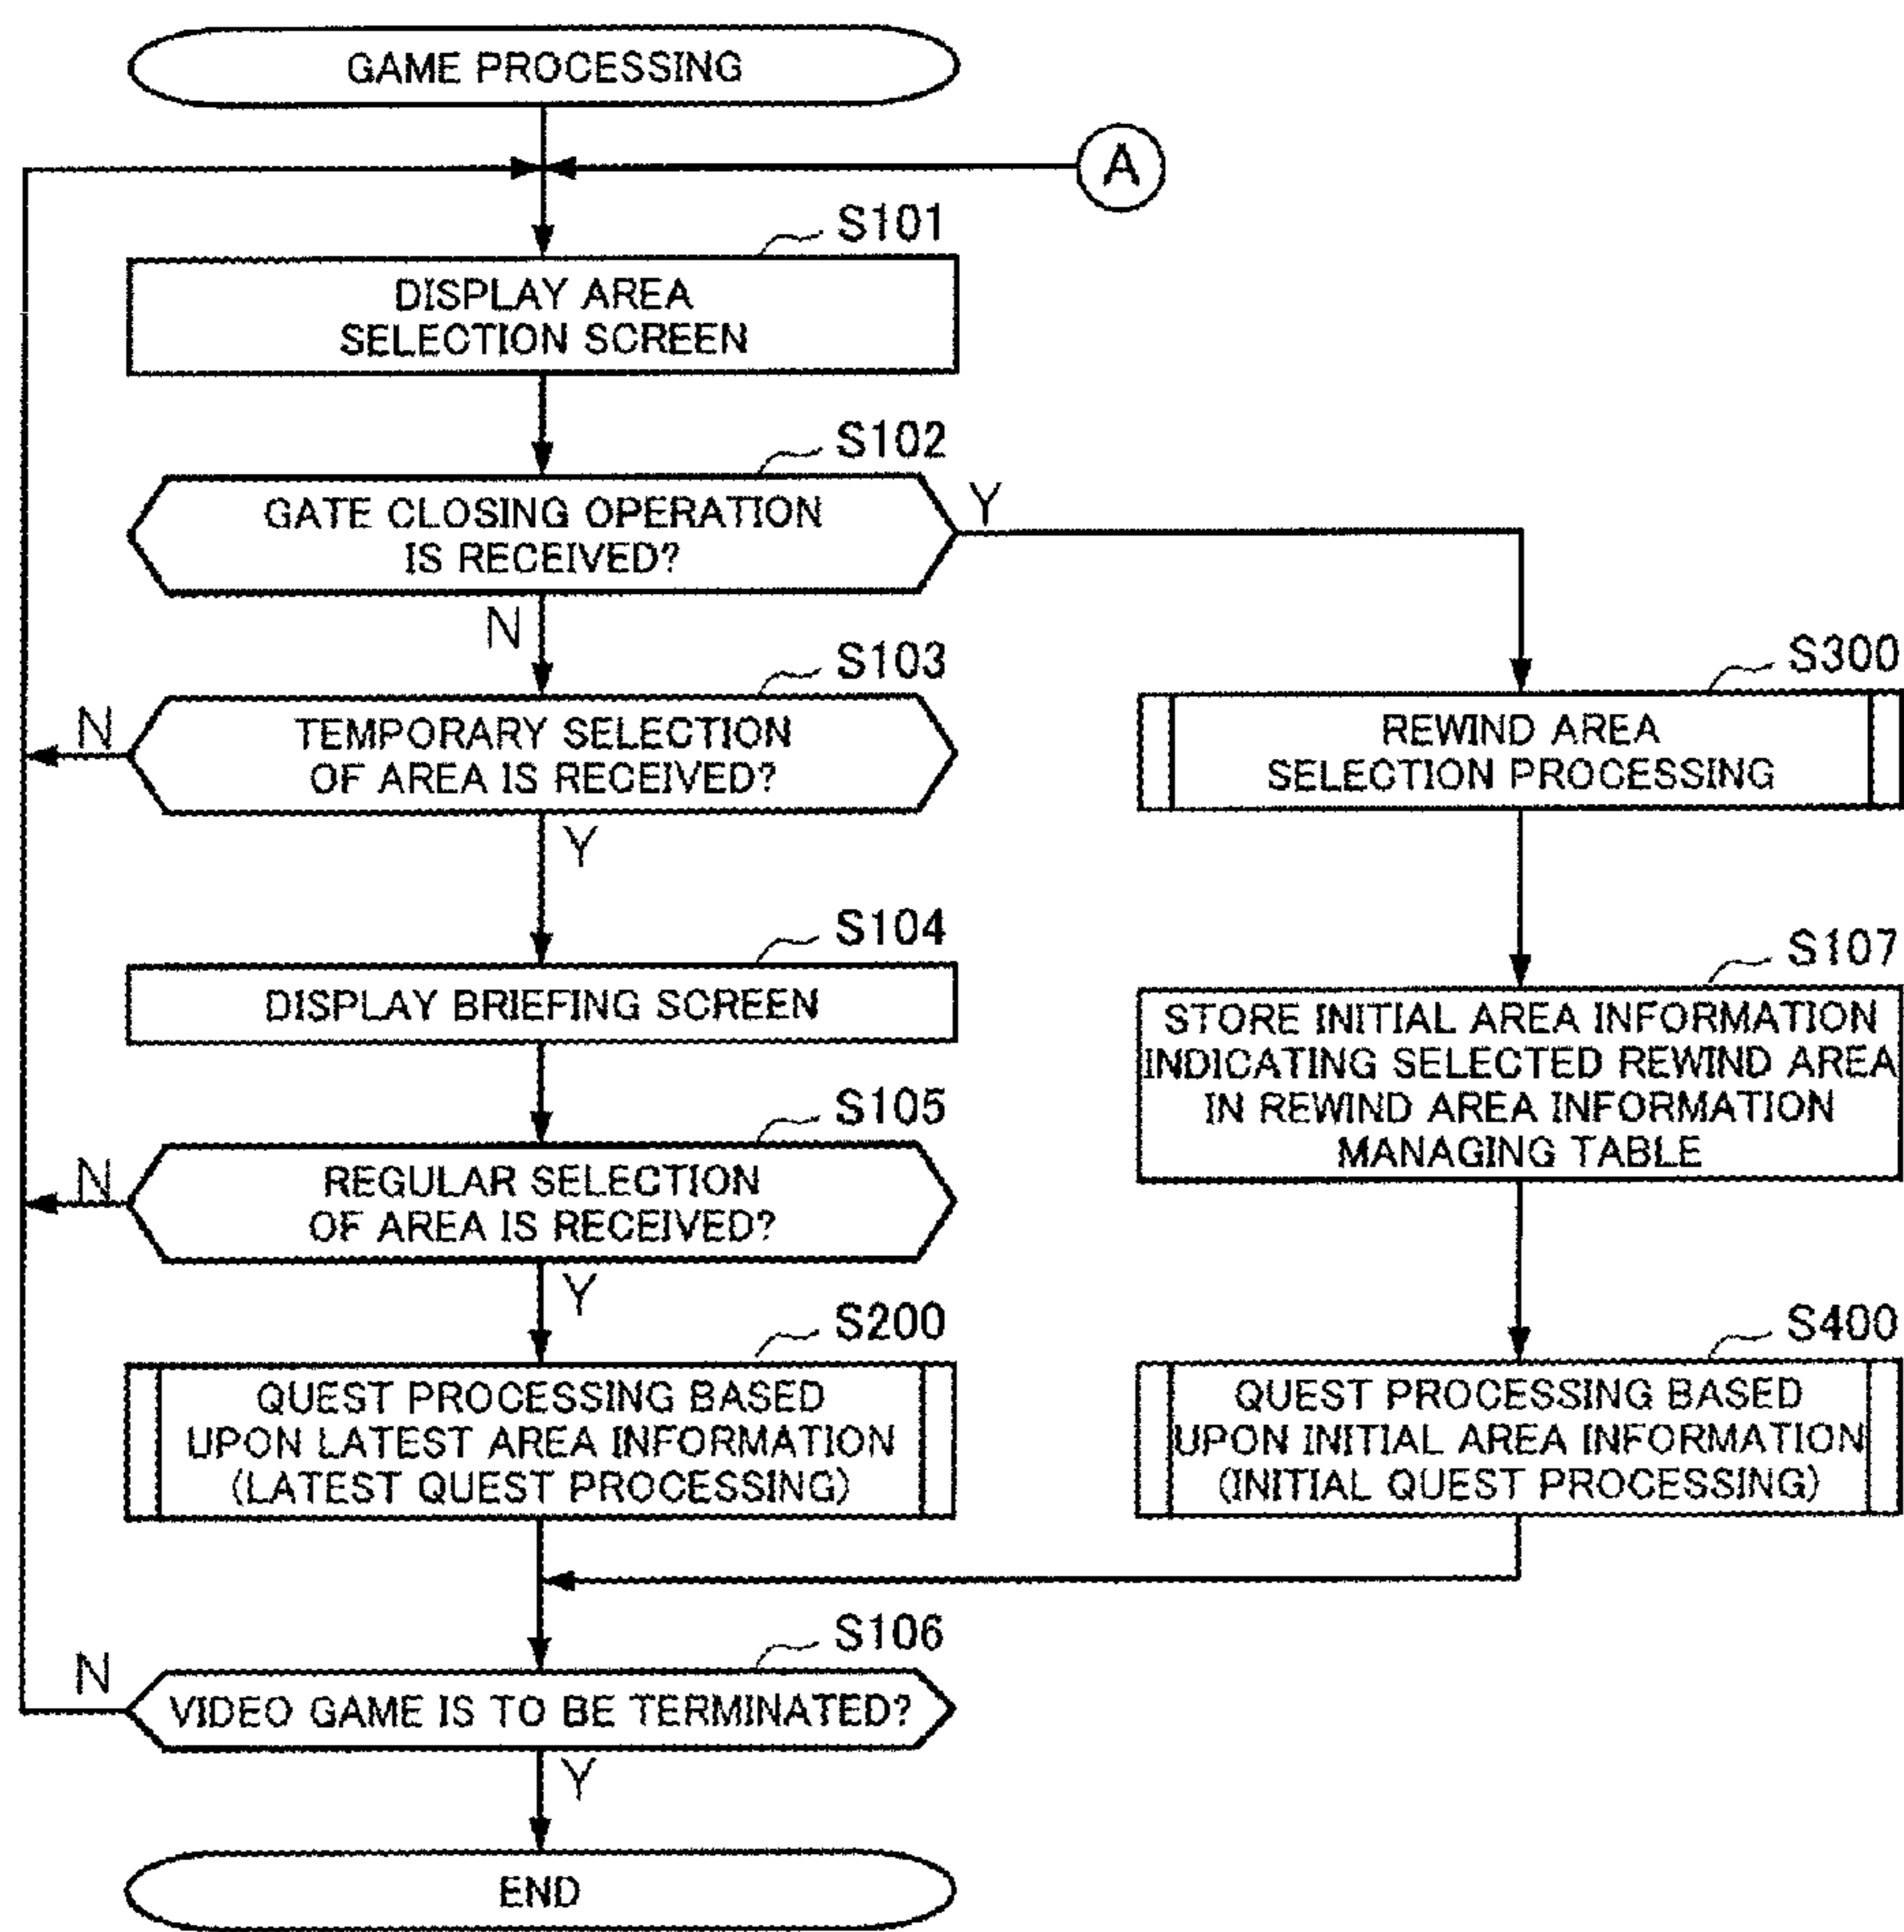 GAME PROCESSING
A
S101
DISPLAY AREA
SELECTION SCREEN
S102
GATE CLOSING OPERATION
IS RECEIVED?
Y
N
S103
TEMPORARY SELECTION
OF AREA IS RECEIVED?
N
Y
S300
REWIND AREA
SELECTION PROCESSING
S104
DISPLAY BRIEFING SCREEN
S107
STORE INITIAL AREA INFORMATION
INDICATING SELECTED REWIND AREA
IN REWIND AREA INFORMATION
MANAGING TABLE
S105
REGULAR SELECTION
OF AREA IS RECEIVED?
N
Y
S200
QUEST PROCESSING BASED
UPON LATEST AREA INFORMATION
(LATEST QUEST PROCESSING)
S400
QUEST PROCESSING BASED
UPON INITIAL AREA INFORMATION
(INITIAL QUEST PROCESSING)
S106
VIDEO GAME IS TO BE TERMINATED?
N
Y
END